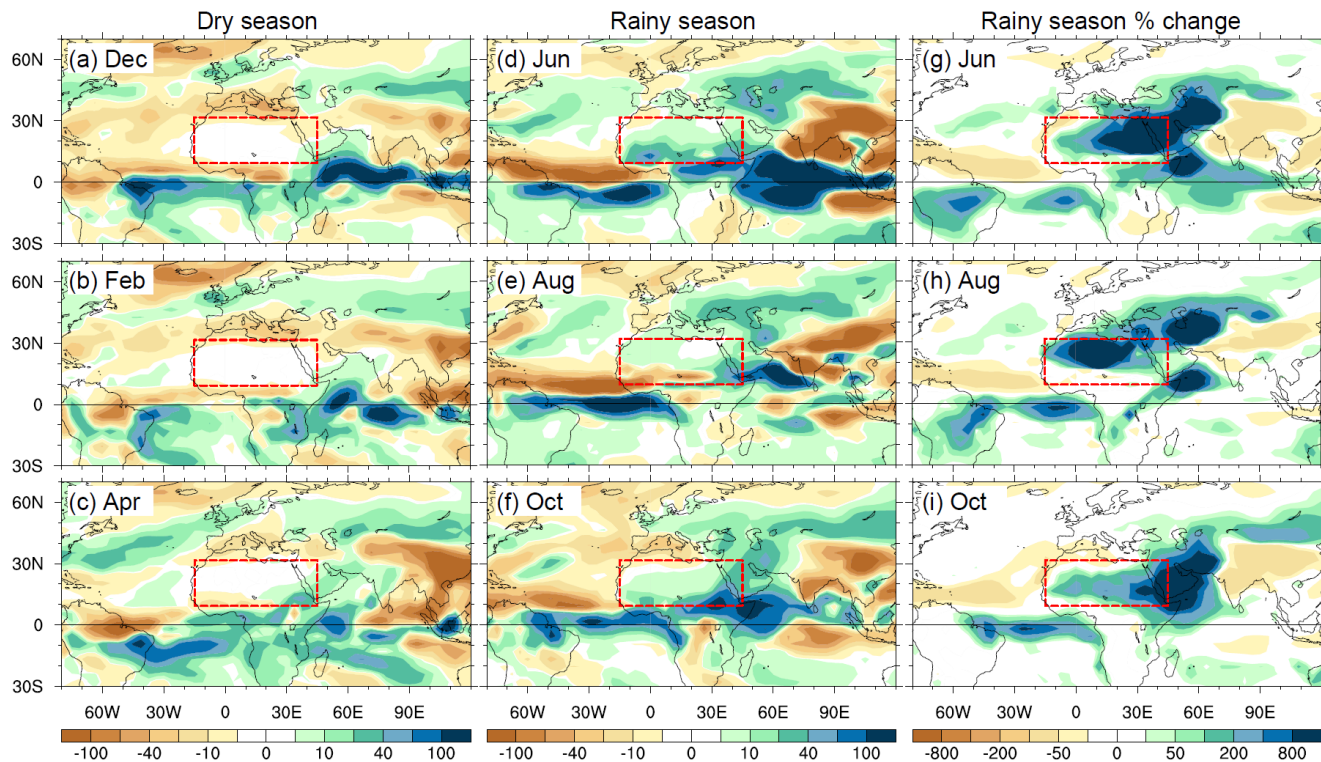 Dry season Rainy season Rainy season % change
(a) Dec (d) Jun (g) Jun
60N
30N
0
30S
(b) Feb (e) Aug (h) Aug
60N
30N
0
30S
(c) Apr (f) Oct (i) Oct
60N
30N
0
30S
60W 30W 0 30E 60E 90E 60W 30W 0 30E 60E 90E 60W 30W 0 30E 60E 90E
-100 -40 -10 0 10 40 100 -100 -40 -10 0 10 40 100 -800 -200 -50 0 50 200 800